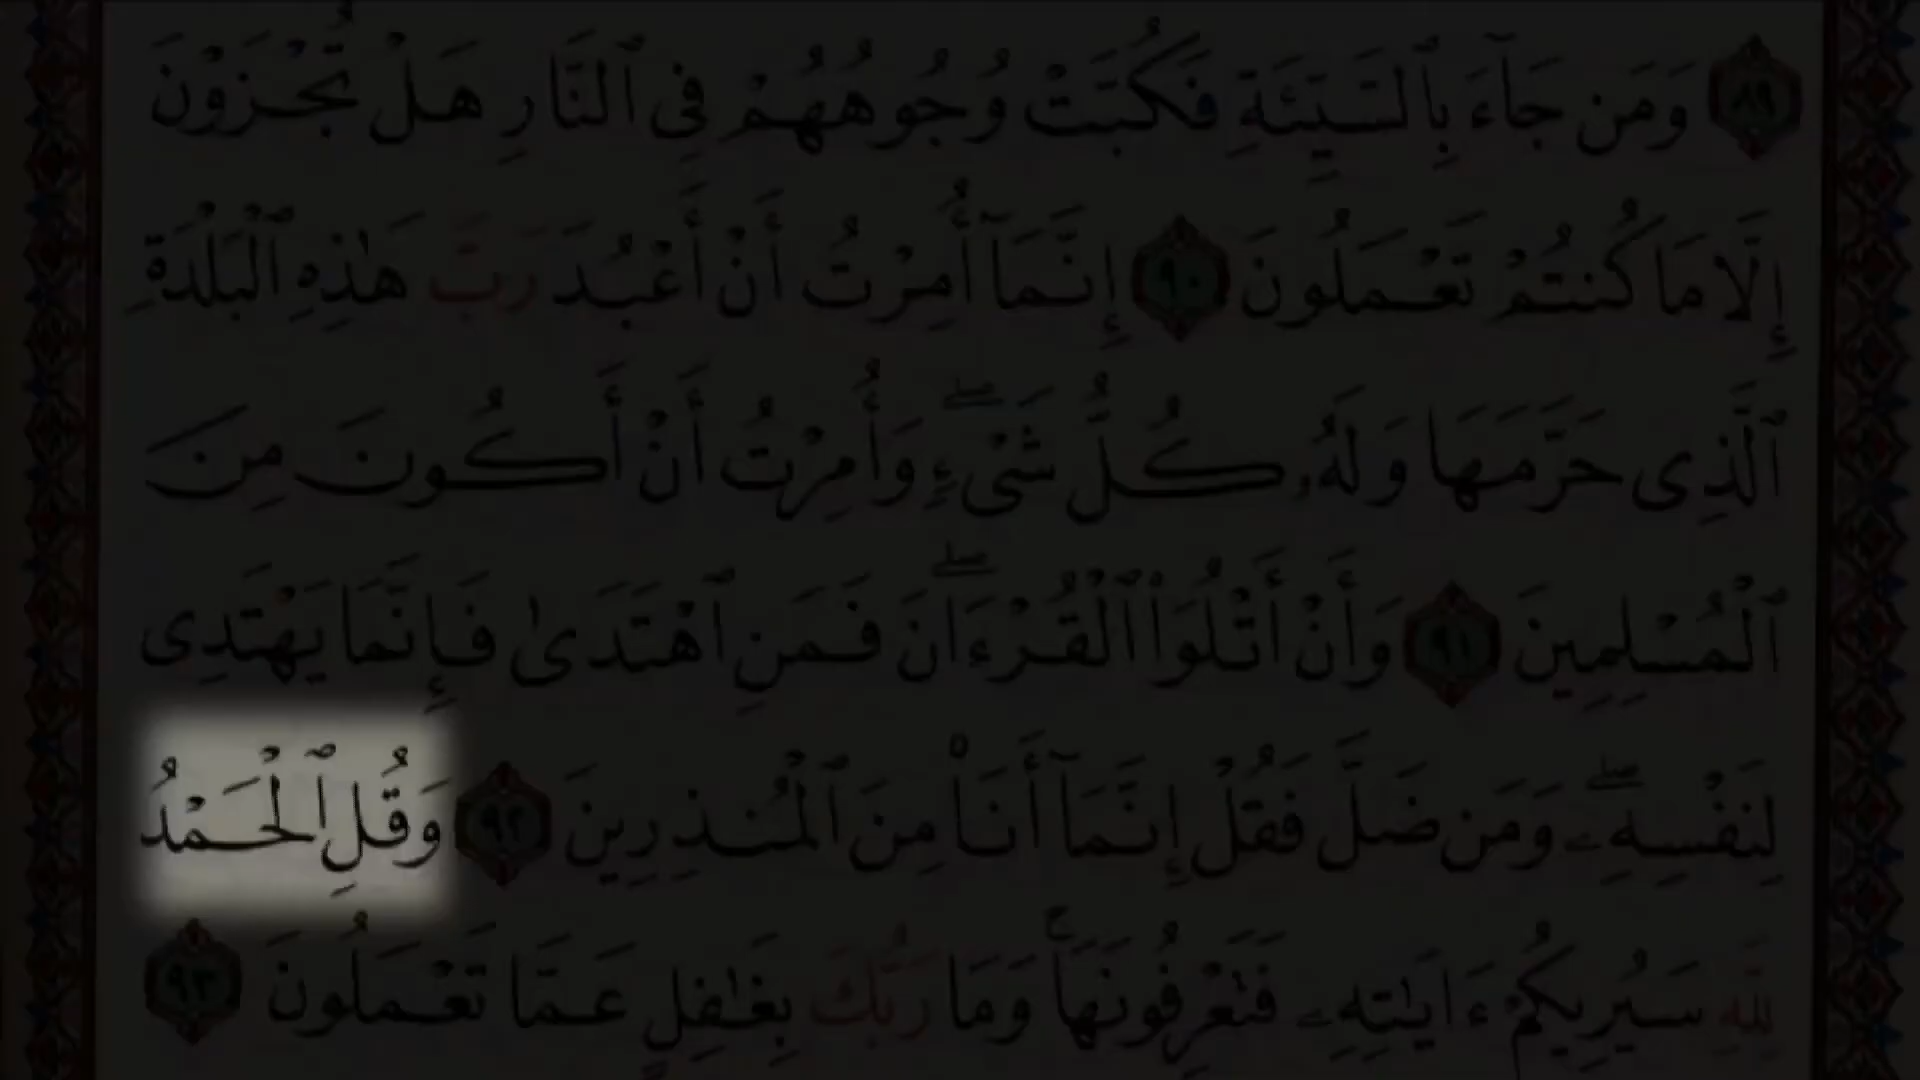 ٨٩ وَمَن جَآءَ بِٱلسَّيِّئَةِ فَكُبَّتْ وُجُوهُهُمْ فِى ٱلنَّارِ هَلْ تُجْزَوْنَ
إِلَّا مَا كُنتُمْ تَعْمَلُونَ ٩٠ إِنَّمَآ أُمِرْتُ أَنْ أَعْبُدَ رَبَّ هَٰذِهِ ٱلْبَلْدَةِ
ٱلَّذِى حَرَّمَهَا وَلَهُۥ كُلُّ شَىْءٍۖ وَأُمِرْتُ أَنْ أَكُونَ مِنَ
ٱلْمُسْلِمِينَ ٩١ وَأَنْ أَتْلُوَا۟ ٱلْقُرْءَانَۖ فَمَنِ ٱهْتَدَىٰ فَإِنَّمَا يَهْتَدِى
لِنَفْسِهِۦۖ وَمَن ضَلَّ فَقُلْ إِنَّمَآ أَنَا۠ مِنَ ٱلْمُنذِرِينَ ٩٢ وَقُلِ ٱلْحَمْدُ
لِلَّهِ سَيُرِيكُمْ ءَايَٰتِهِۦ فَتَعْرِفُونَهَاۚ وَمَا رَبُّكَ بِغَٰفِلٍ عَمَّا تَعْمَلُونَ ٩٣